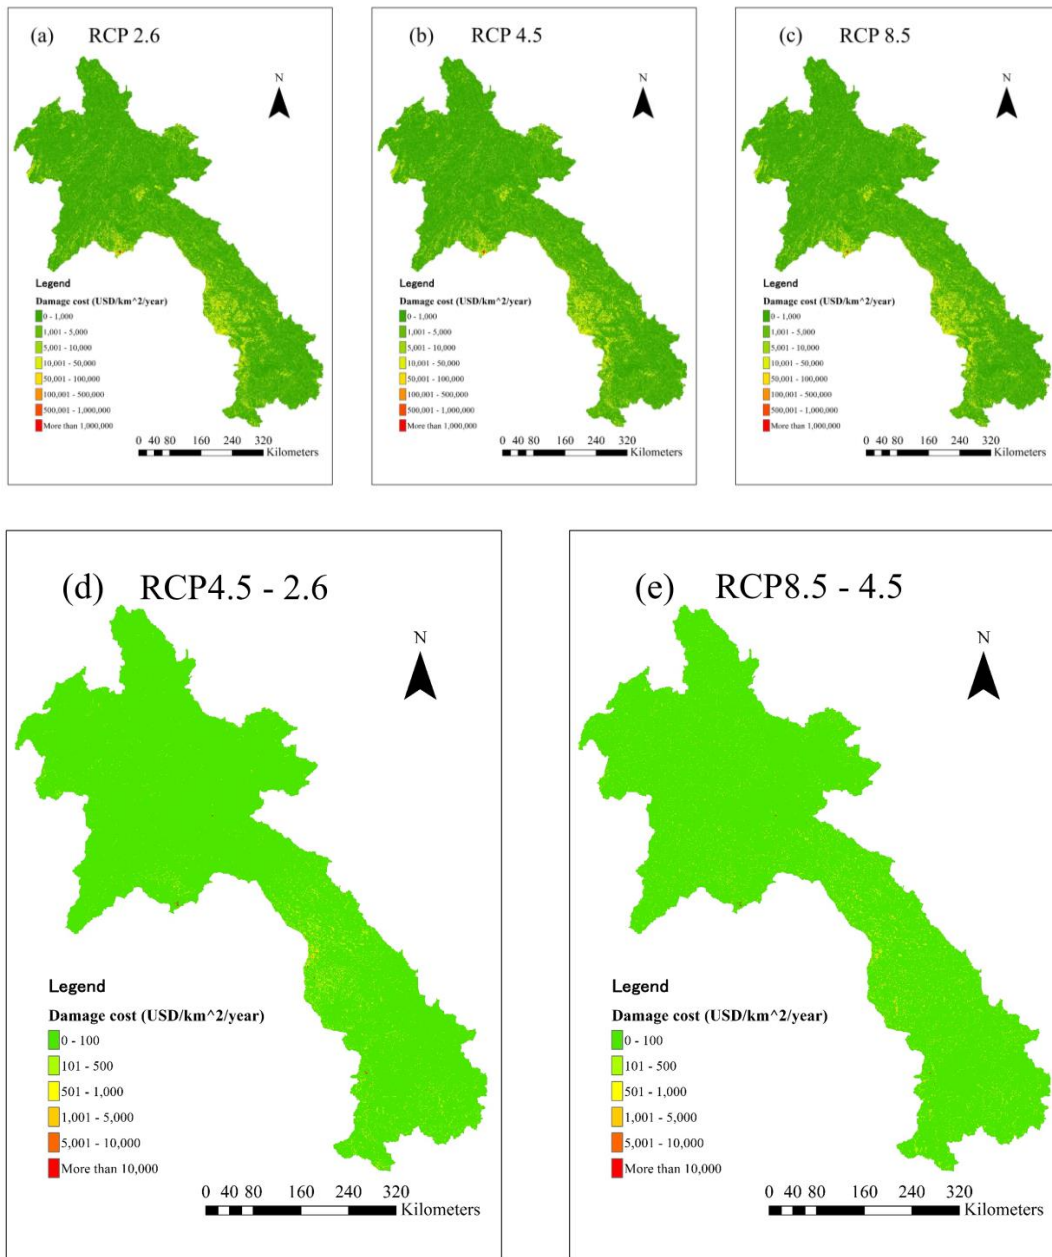 (a) RCP 2.6
N
Legend
Damage cost (USD/km^2/year)
0 - 1,000
1,001 - 5,000
5,001 - 10,000
10,001 - 50,000
50,001 - 100,000
100,001 - 500,000
500,001 - 1,000,000
More than 1,000,000
0 40 80 160 240 320
Kilometers
(b) RCP 4.5
N
Legend
Damage cost (USD/km^2/year)
0 - 1,000
1,001 - 5,000
5,001 - 10,000
10,001 - 50,000
50,001 - 100,000
100,001 - 500,000
500,001 - 1,000,000
More than 1,000,000
0 40 80 160 240 320
Kilometers
(c) RCP 8.5
N
Legend
Damage cost (USD/km^2/year)
0 - 1,000
1,001 - 5,000
5,001 - 10,000
10,001 - 50,000
50,001 - 100,000
100,001 - 500,000
500,001 - 1,000,000
More than 1,000,000
0 40 80 160 240 320
Kilometers
(d) RCP4.5 - 2.6
N
Legend
Damage cost (USD/km^2/year)
0 - 100
101 - 500
501 - 1,000
1,001 - 5,000
5,001 - 10,000
More than 10,000
0 40 80 160 240 320
Kilometers
(e) RCP8.5 - 4.5
N
Legend
Damage cost (USD/km^2/year)
0 - 100
101 - 500
501 - 1,000
1,001 - 5,000
5,001 - 10,000
More than 10,000
0 40 80 160 240 320
Kilometers